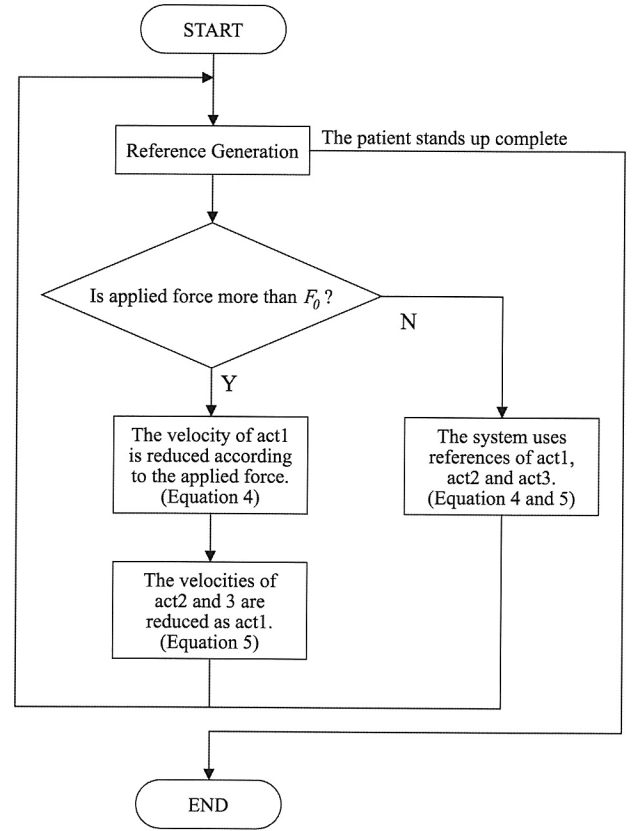 START
The patient stands up complete
Reference Generation
Is applied force more than F0 ?
N
Y
The velocity of act1
is reduced according
to the applied force.
(Equation 4)
The system uses
references of act1,
act2 and act3.
(Equation 4 and 5)
The velocities of
act2 and 3 are
reduced as act1.
(Equation 5)
END